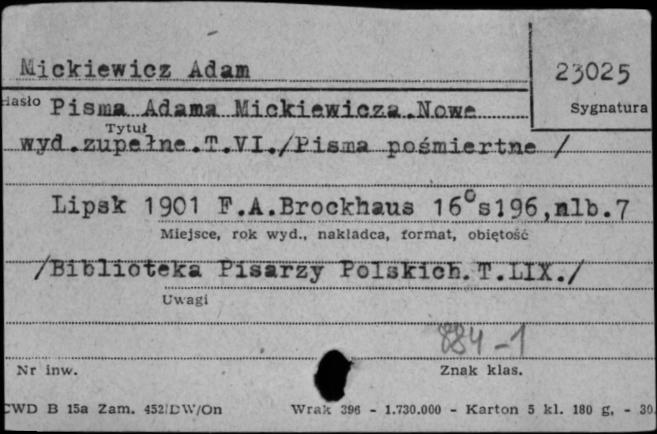 Mickiewicz Adam
23025
Hasło Pisma Adama Mickiewicza.Nowe
Sygnatura
Tytuł
wyd.zupełne.T.VI./Pisma pośmiertne /
Lipsk 1901 F.A.Brockhaus 16° s196,nlb.7
Miejsce, rok wyd., nakładca, format, objętość
/Biblioteka Pisarzy Polskich.T.LIX./
Uwagi
884-1
Nr inw.
Znak klas.
CWD B 15a Zam. 452/DW/On Wrak 396 - 1.730.000 - Karton 5 kl. 180 g, - 30.